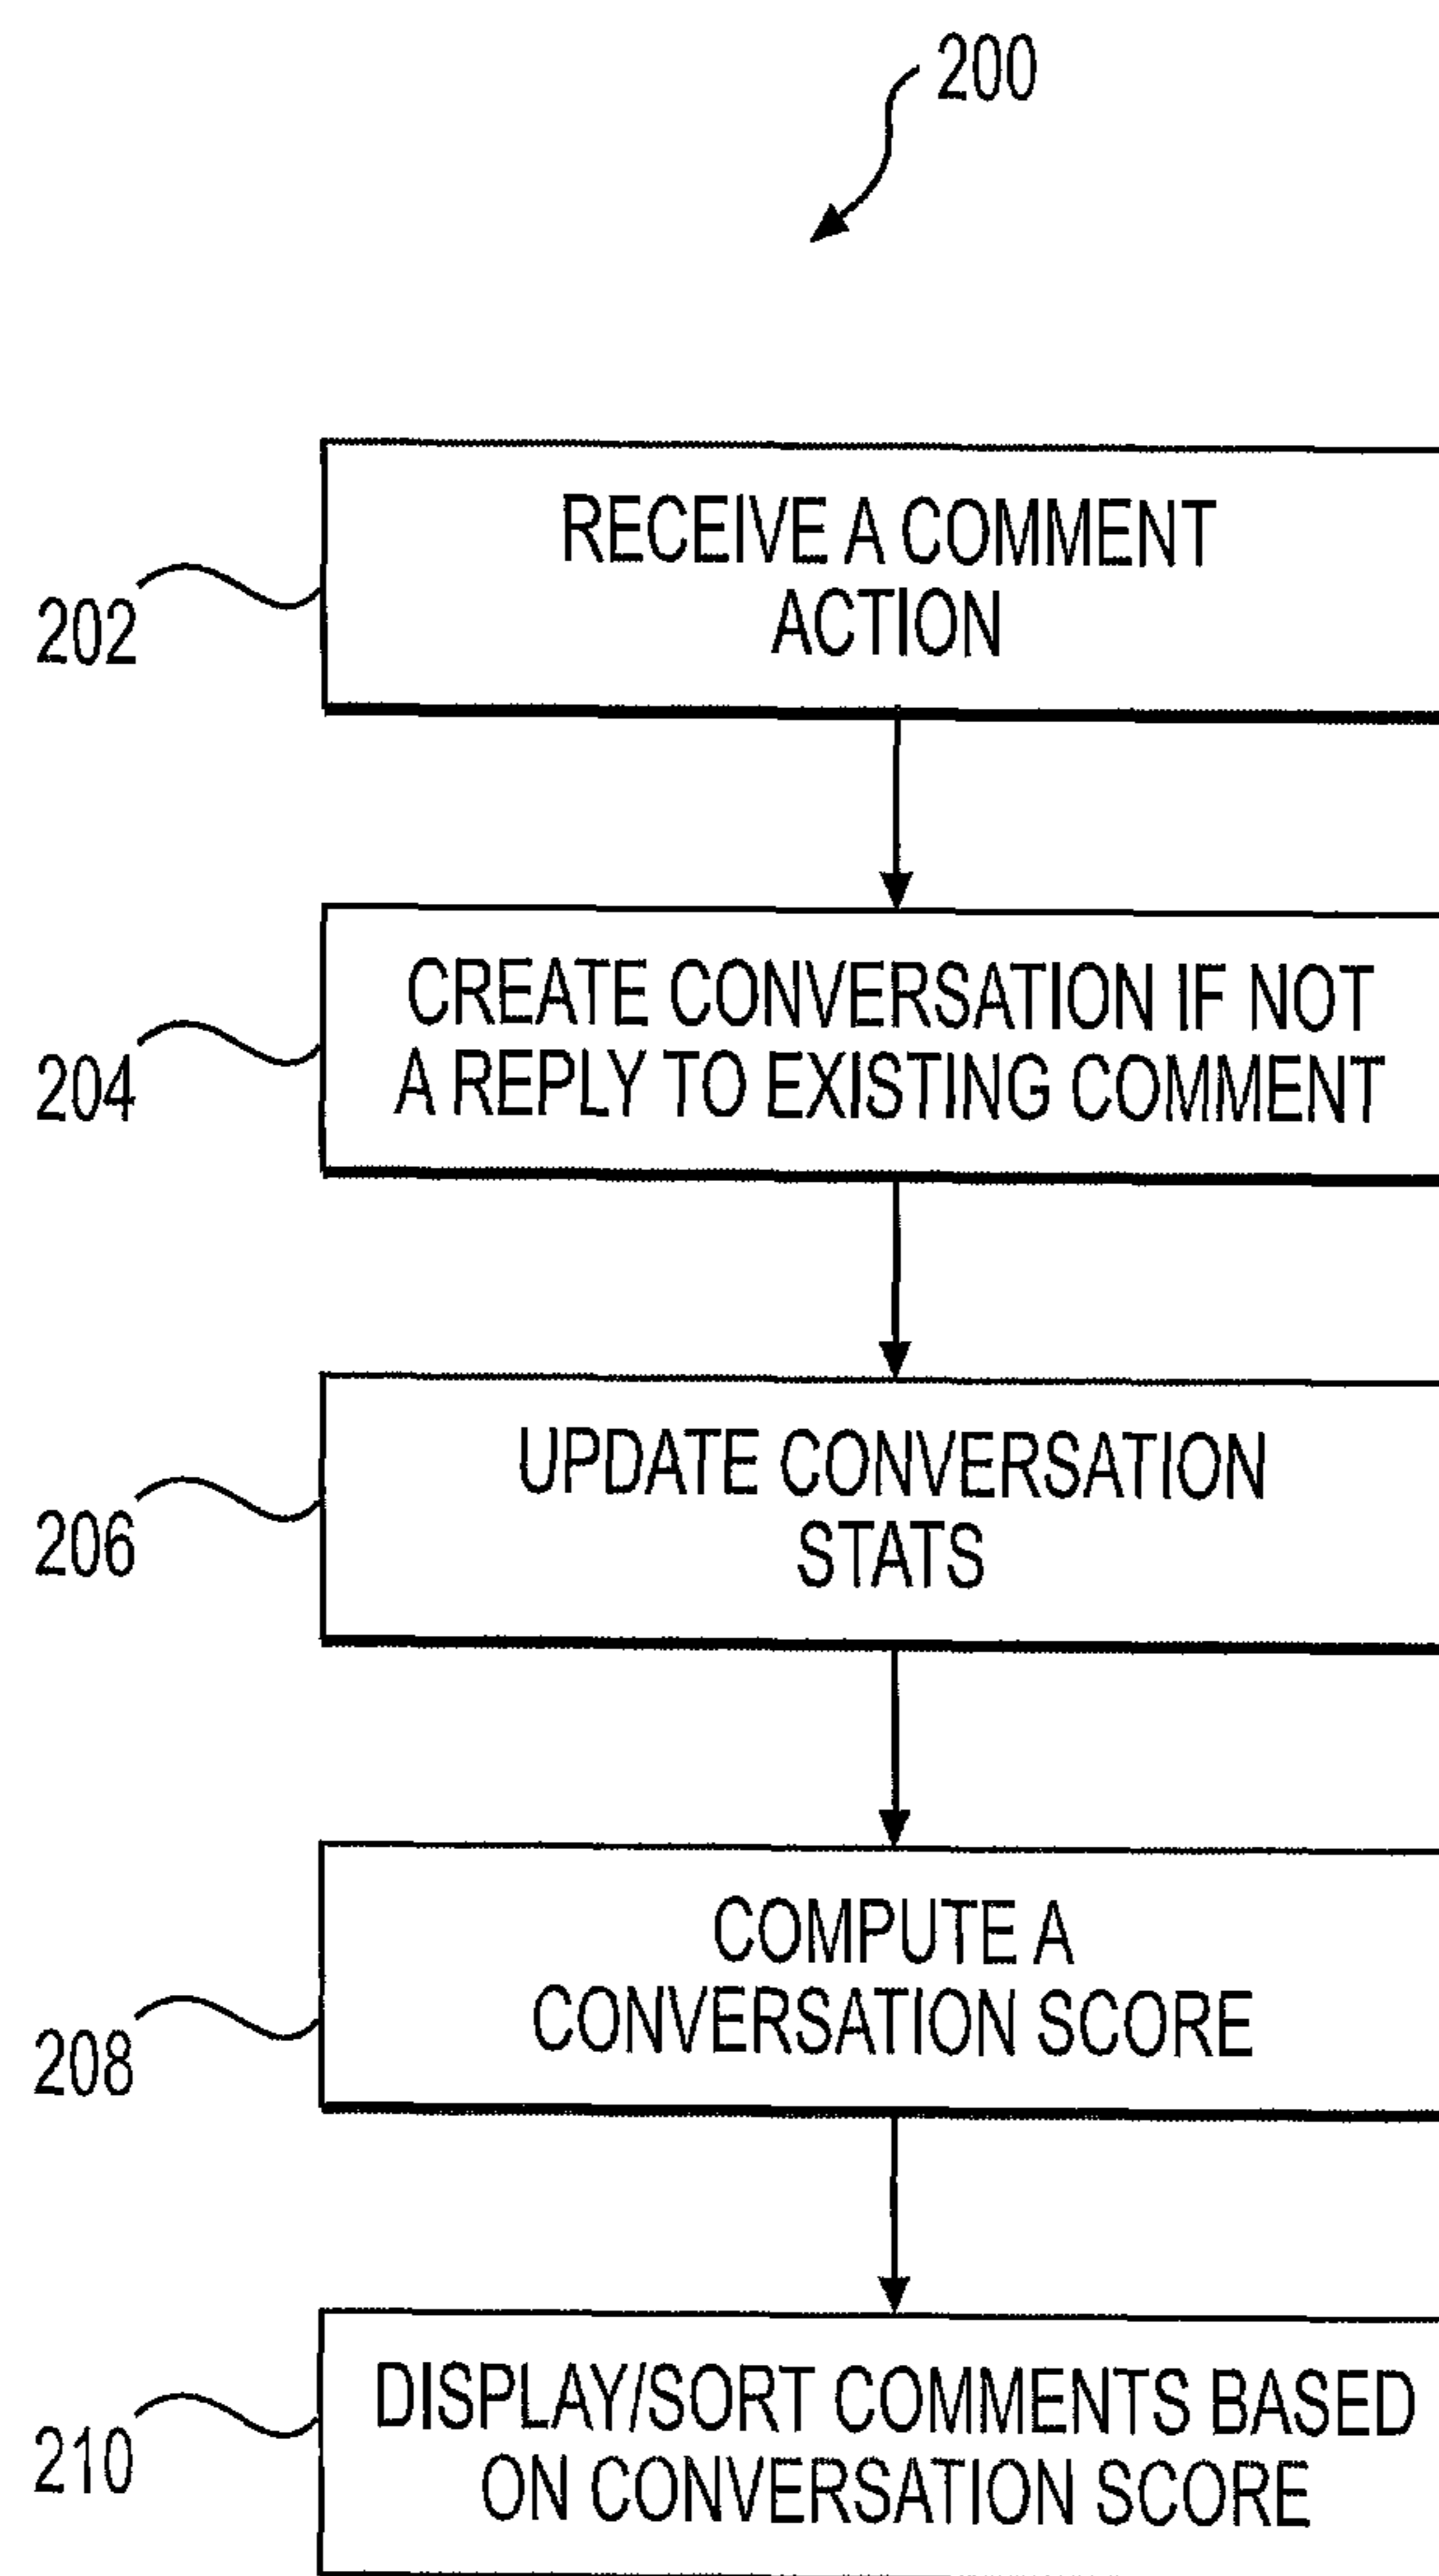 200
RECEIVE A COMMENT
ACTION
202
CREATE CONVERSATION IF NOT
A REPLY TO EXISTING COMMENT
204
UPDATE CONVERSATION
STATS
206
COMPUTE A
CONVERSATION SCORE
208
DISPLAY/SORT COMMENTS BASED
ON CONVERSATION SCORE
210